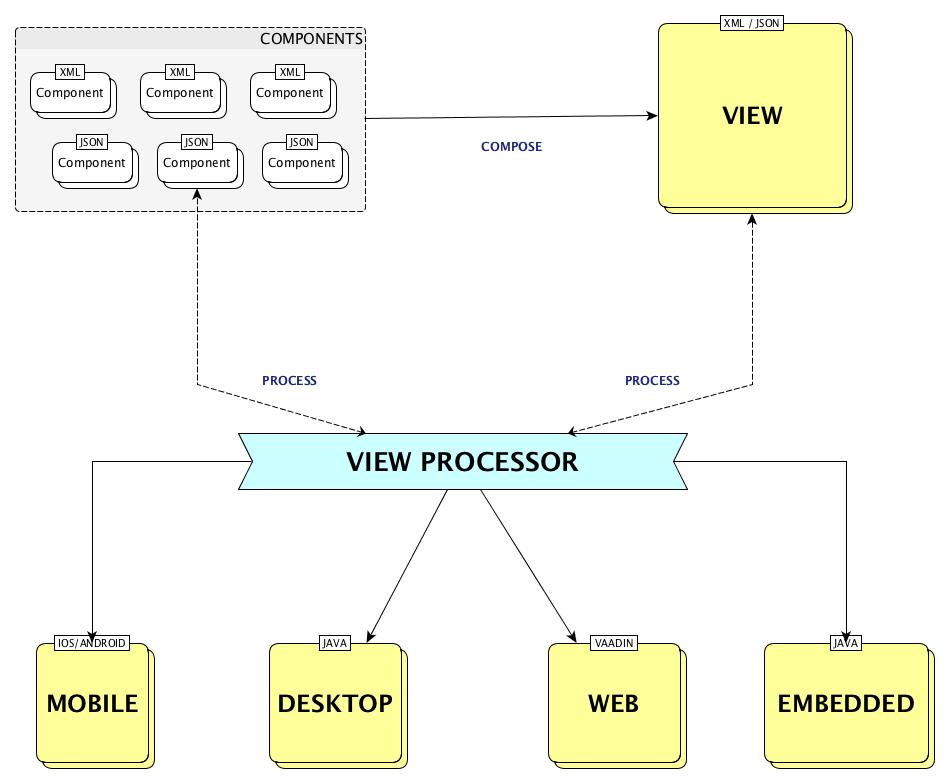 COMPONENTS
XML
XML
XML
Component
Component
Component
JSON
JSON
JSON
Component
Component
Component
XML / JSON
VIEW
COMPOSE
PROCESS
PROCESS
VIEW PROCESSOR
IOS/ANDROID
JAVA
VAADIN
JAVA
MOBILE
DESKTOP
WEB
EMBEDDED